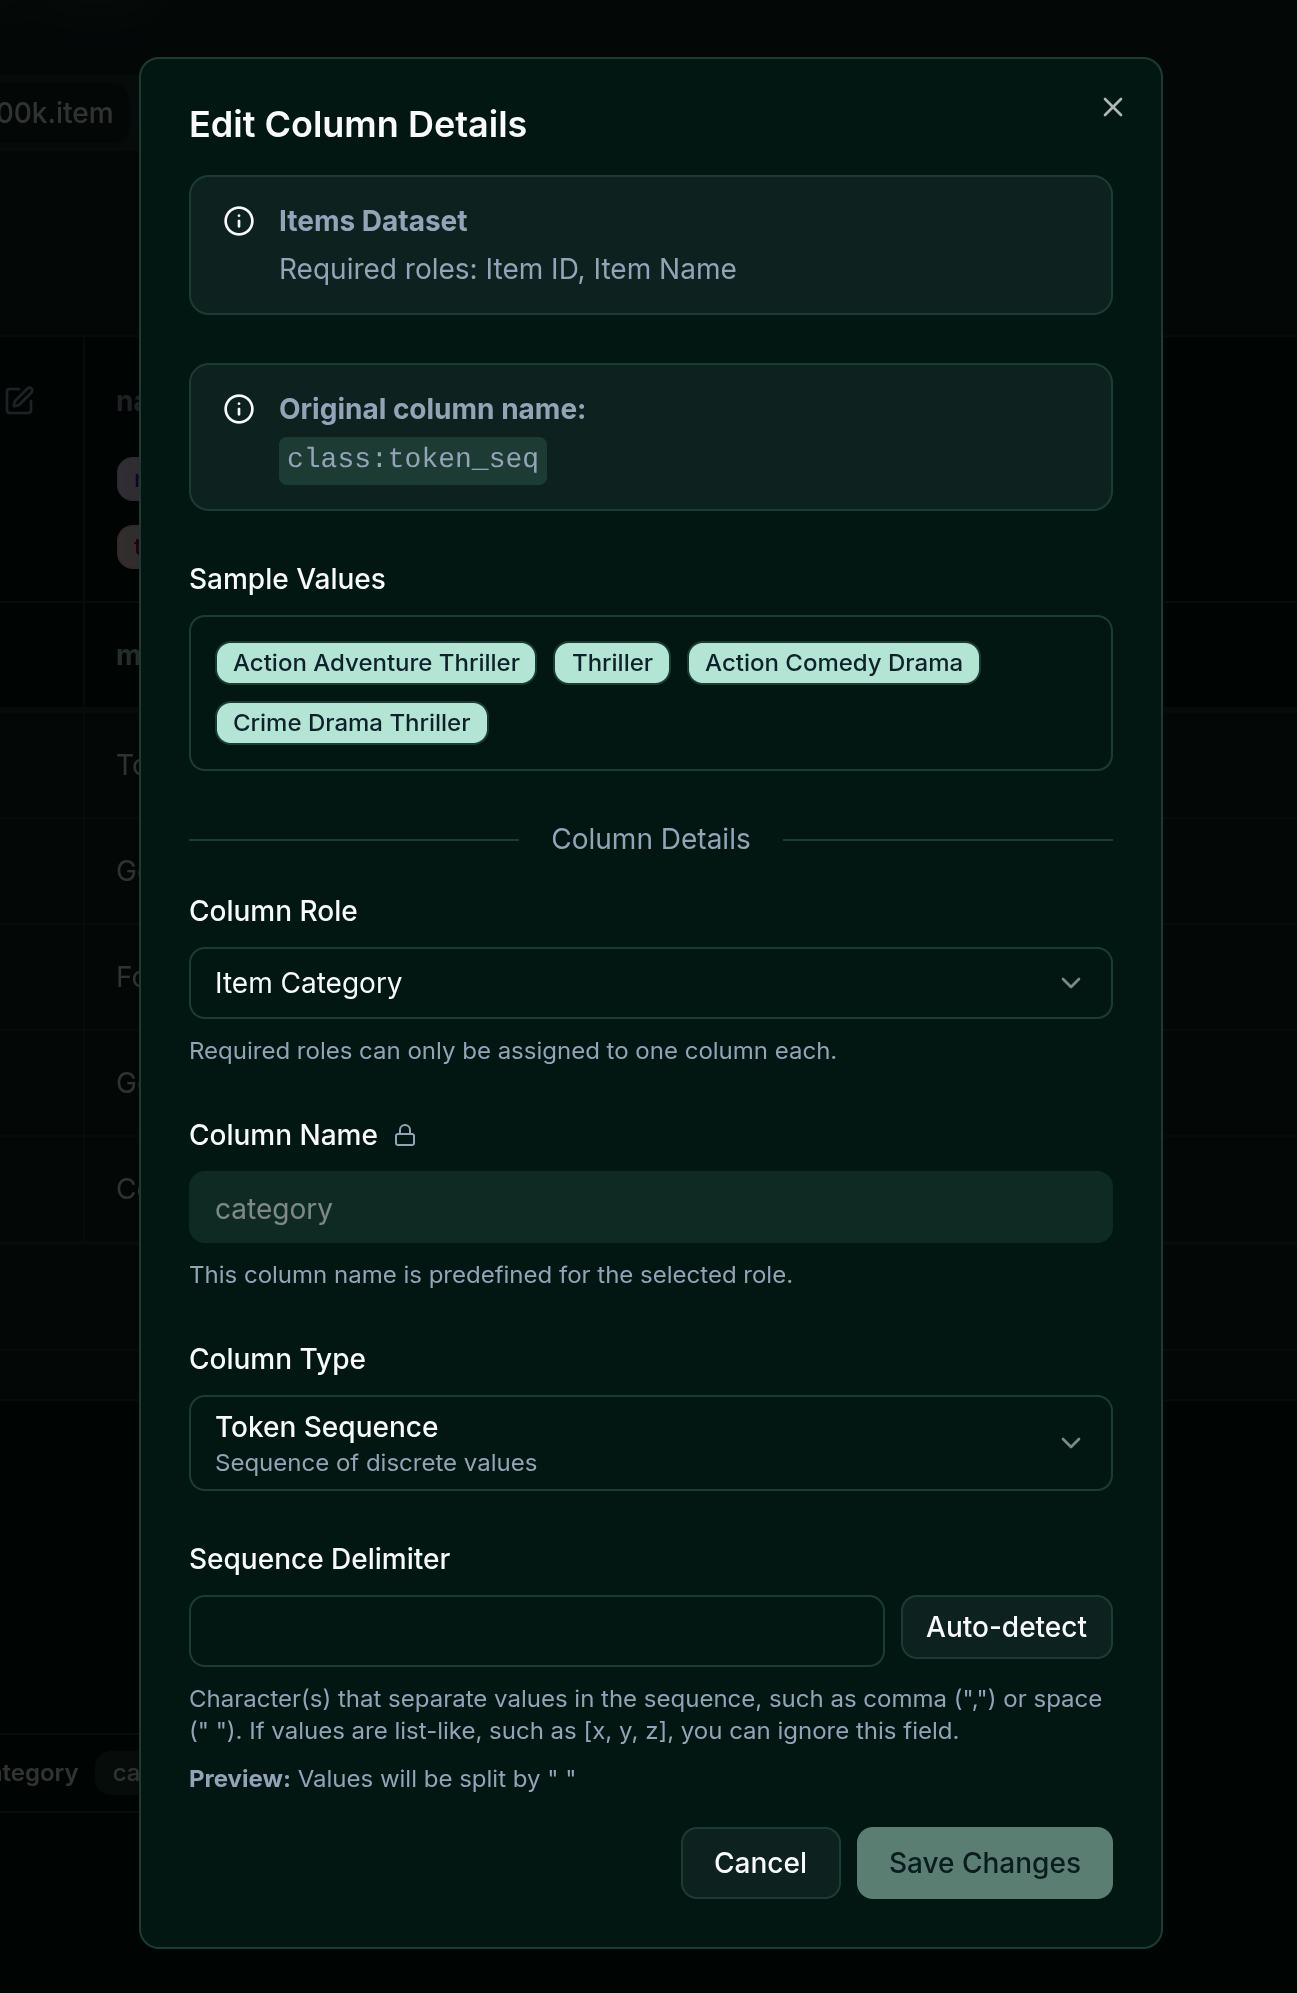 00k.item
Edit Column Details
Items Dataset
Required roles: Item ID, Item Name
Original column name:
class:token_seq
Sample Values
Action Adventure Thriller Thriller Action Comedy Drama
Crime Drama Thriller
Column Details
Column Role
Item Category
Required roles can only be assigned to one column each.
Column Name
category
This column name is predefined for the selected role.
Column Type
Token Sequence
Sequence of discrete values
Sequence Delimiter
Auto-detect
Character(s) that separate values in the sequence, such as comma (",") or space
(" "). If values are list-like, such as [x, y, z], you can ignore this field.
Preview: Values will be split by " "
Cancel Save Changes